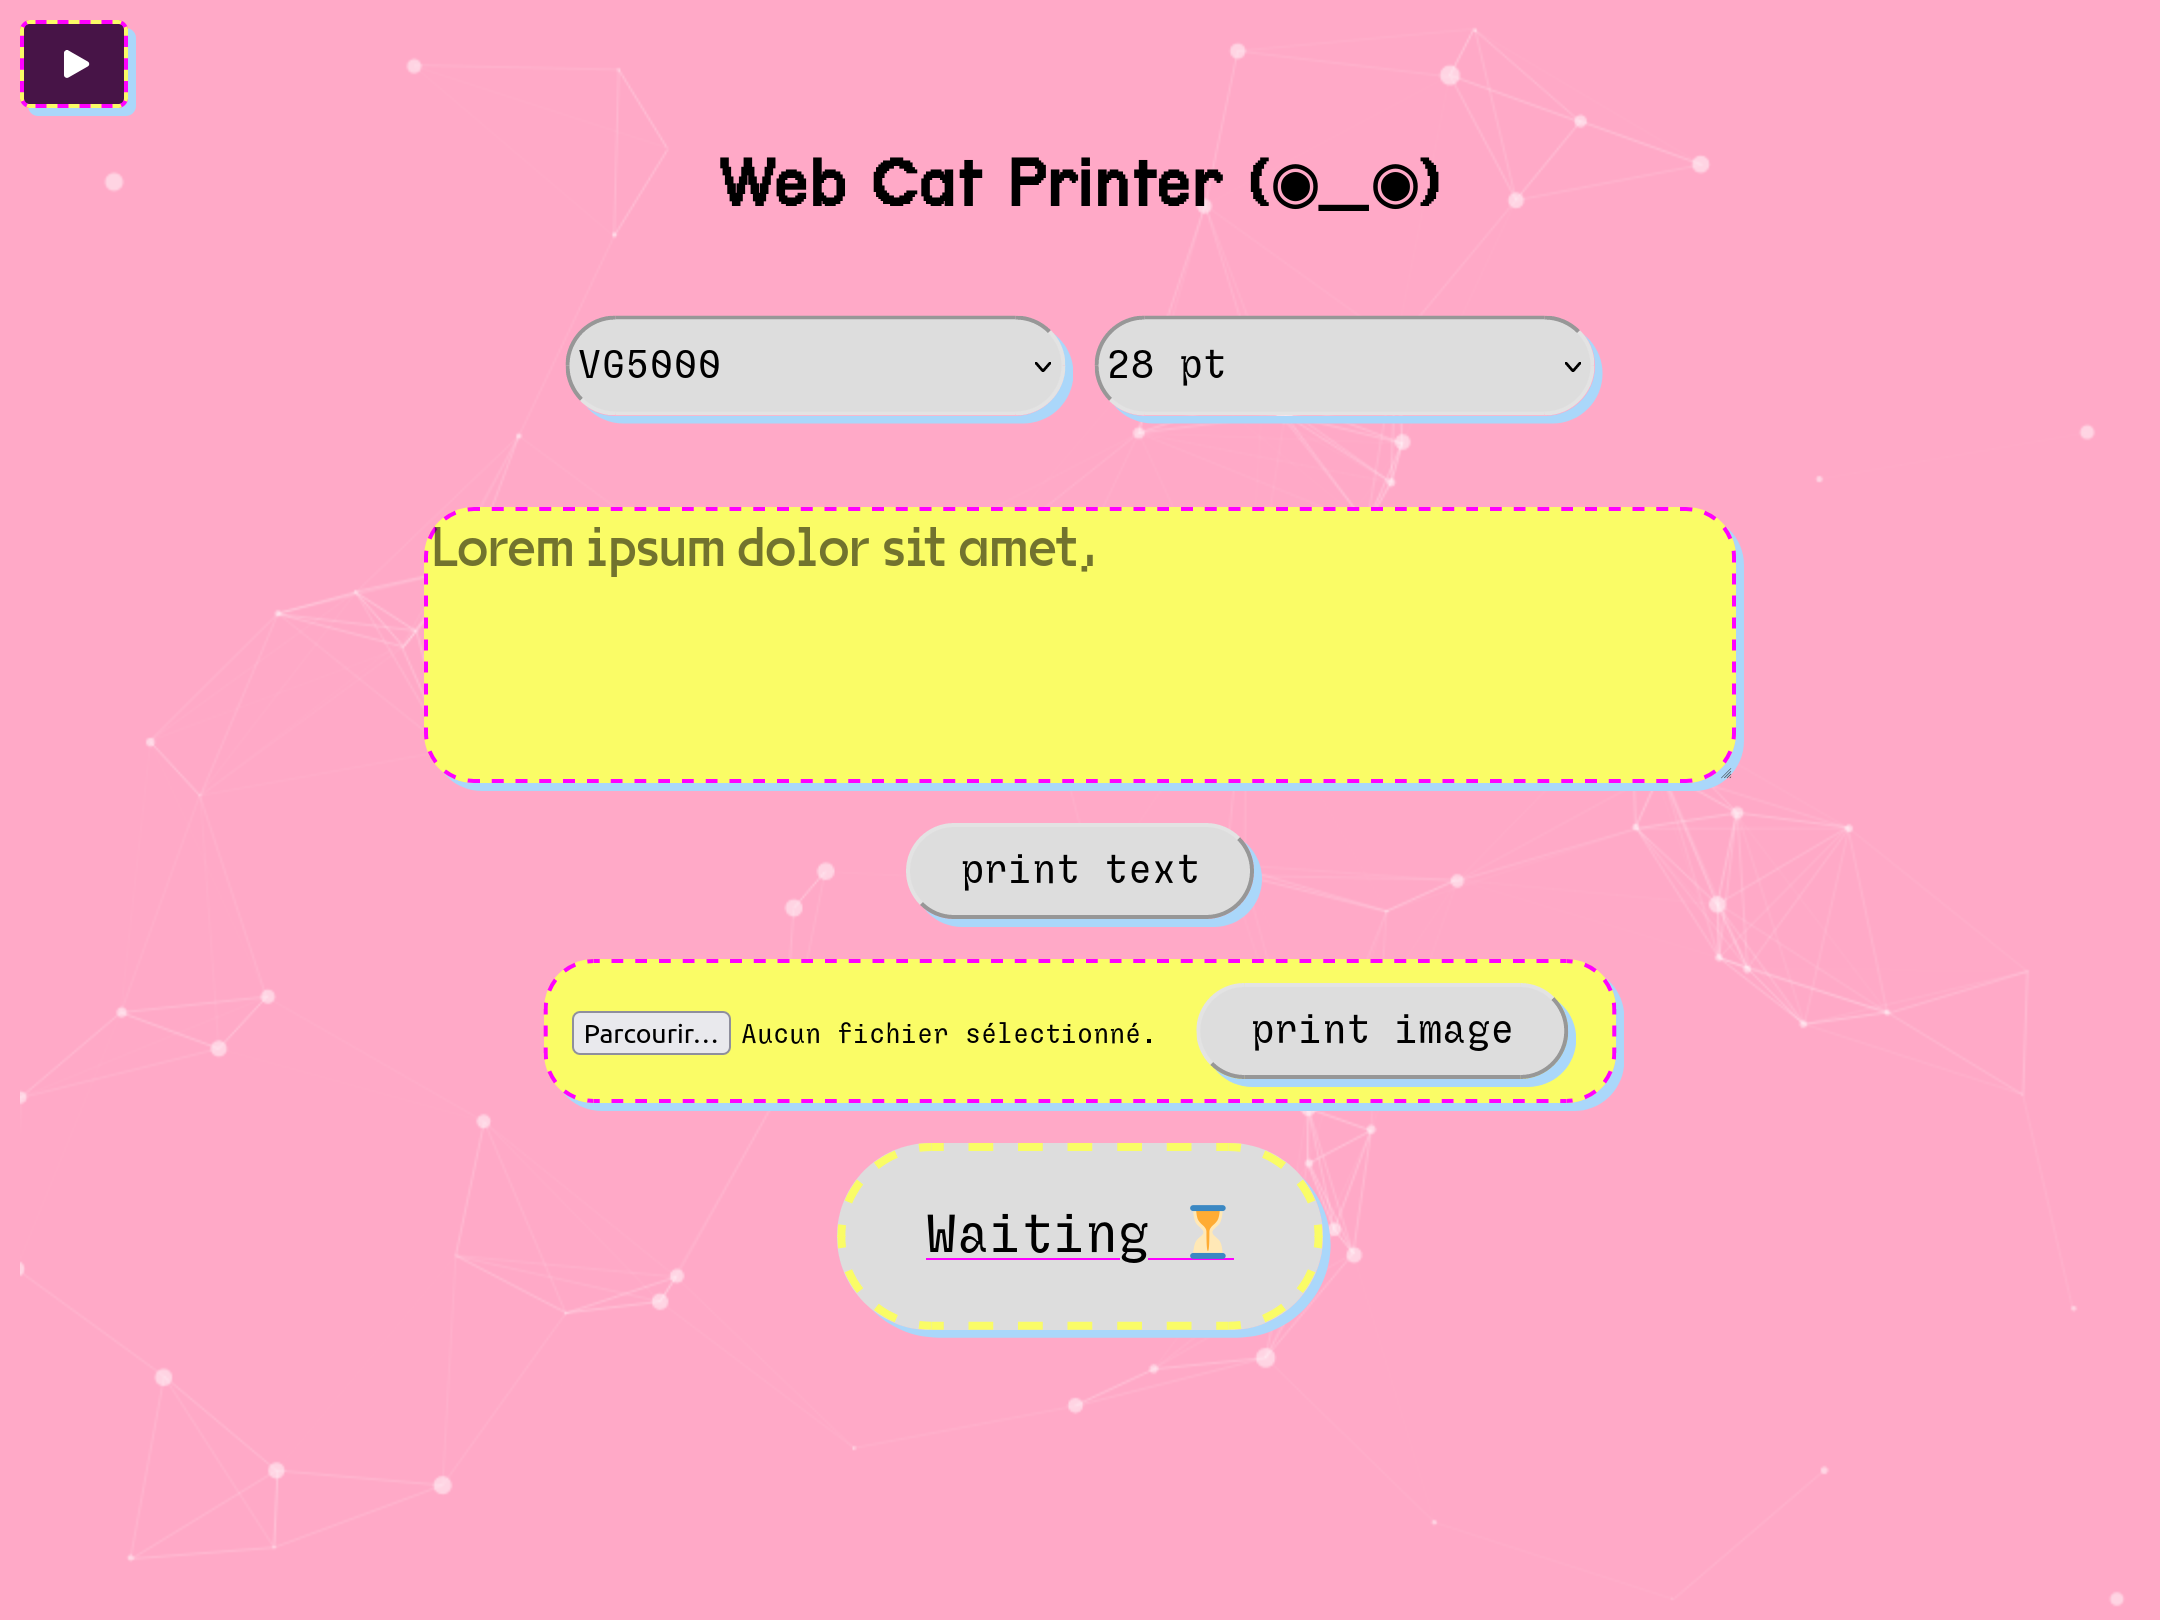 Web Cat Printer (◉__◉)
VG5000
28 pt
Lorem ipsum dolor sit amet,
print text
Parcourir... Aucun fichier sélectionné.
print image
Waiting ⏳